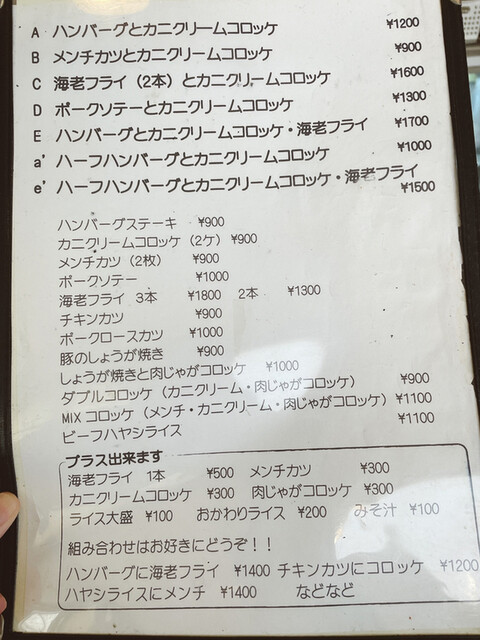 A ハンバーグとカニクリームコロッケ ¥1200
B メンチカツとカニクリームコロッケ ¥900
C 海老フライ（2本）とカニクリームコロッケ ¥1600
D ポークソテーとカニクリームコロッケ ¥1300
E ハンバーグとカニクリームコロッケ・海老フライ ¥1700
a' ハーフハンバーグとカニクリームコロッケ ¥1000
e' ハーフハンバーグとカニクリームコロッケ・海老フライ ¥1500
ハンバーグステーキ ¥900
カニクリームコロッケ（2ケ）¥900
メンチカツ（2枚） ¥900
ポークソテー ¥1000
海老フライ 3本 ¥1800 2本 ¥1300
チキンカツ ¥900
ポークロースカツ ¥1000
豚のしょうが焼き ¥900
しょうが焼きと肉じゃがコロッケ ¥1000
ダブルコロッケ（カニクリーム・肉じゃがコロッケ） ¥900
MIXコロッケ（メンチ・カニクリーム・肉じゃがコロッケ）¥1100
ビーフハヤシライス ¥1100
プラス出来ます
海老フライ 1本 ¥500 メンチカツ ¥300
カニクリームコロッケ ¥300 肉じゃがコロッケ ¥300
ライス大盛 ¥100 おかわりライス ¥200 みそ汁 ¥100
組み合わせはお好きにどうぞ！！
ハンバーグに海老フライ ¥1400 チキンカツにコロッケ ¥1200
ハヤシライスにメンチ ¥1400 などなど